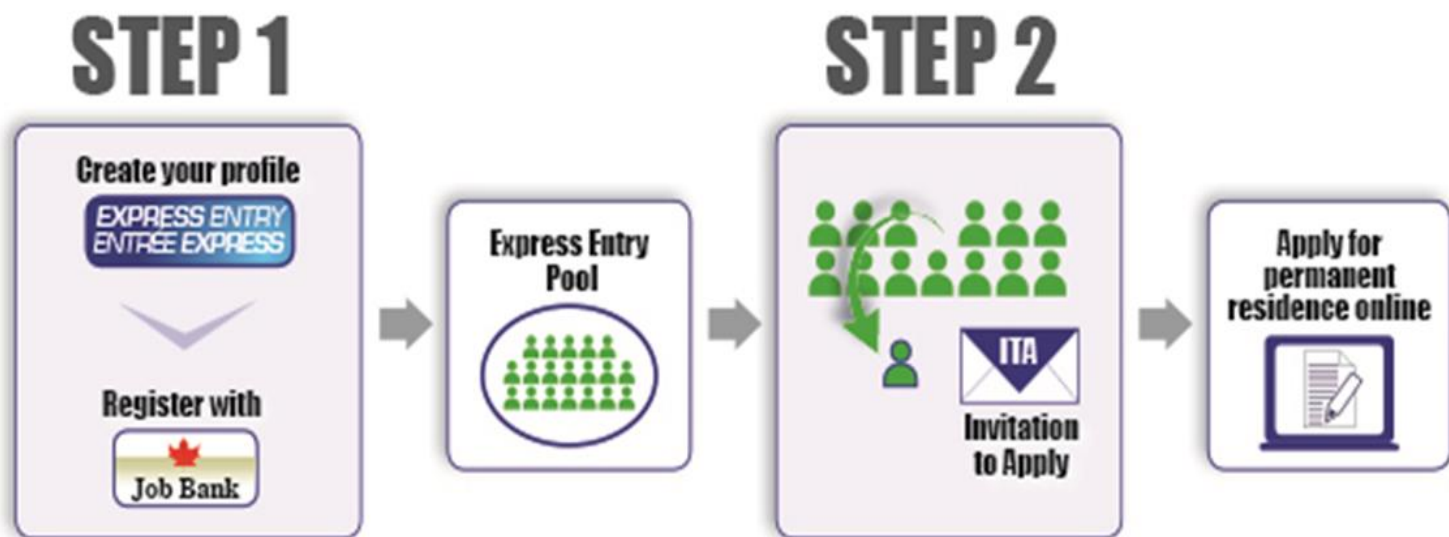 STEP 1
Create your profile
EXPRESS ENTRY
ENTRÉE EXPRESS
Register with
Job Bank
Express Entry
Pool
STEP 2
ITA
Invitation
to Apply
Apply for
permanent
residence online